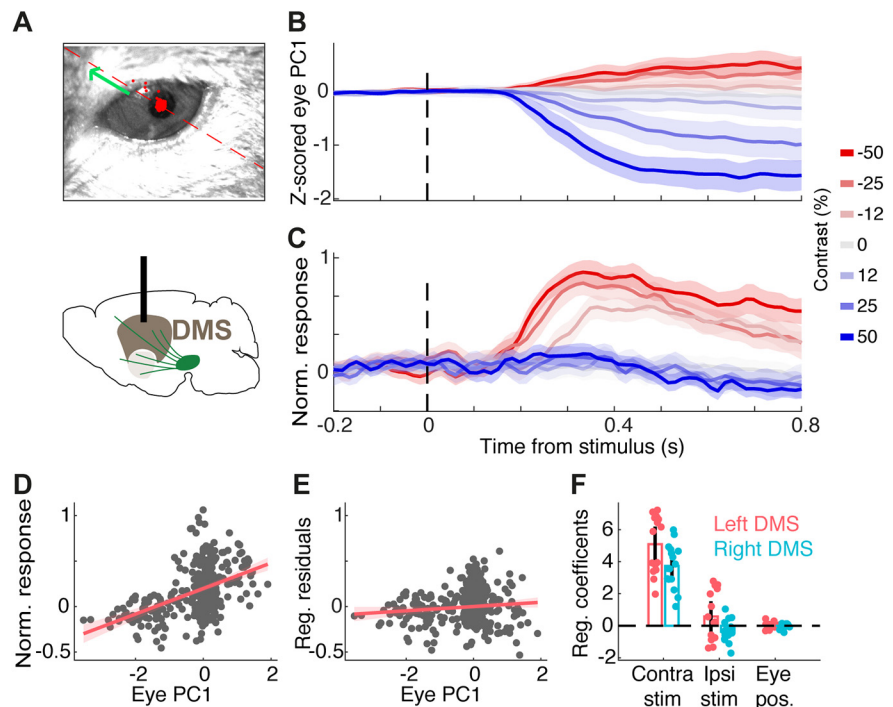 A
B
Z-scored eye PC1
0
-1
-2
Contrast (%)
-50
-25
-12
0
12
25
50
DMS
C
Norm. response
1
0
-0.2
0
0.4
0.8
Time from stimulus (s)
D
Norm. response
1
0.5
0
-0.5
-2
0
2
Eye PC1
E
Reg. residuals
1
0.5
0
-0.5
-2
0
2
Eye PC1
F
Reg. coefficents
6
4
2
0
-2
Left DMS
Right DMS
Contra
stim
Ipsi
stim
Eye
pos.